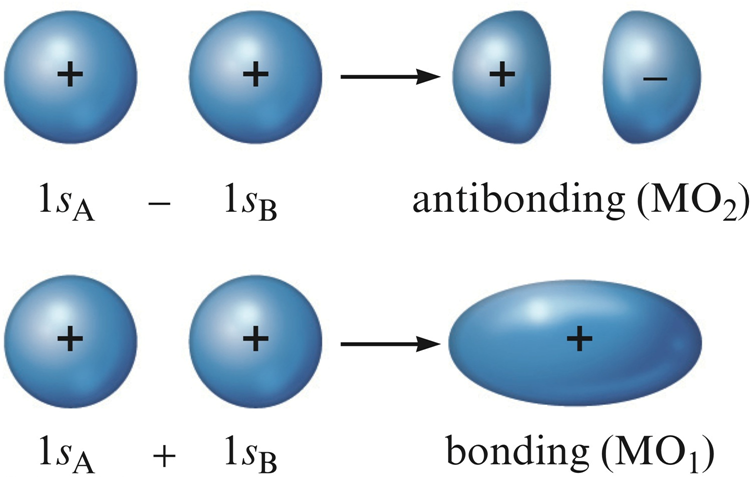 + + + –
1sA – 1sB antibonding (MO2)
+ + +
1sA + 1sB bonding (MO1)